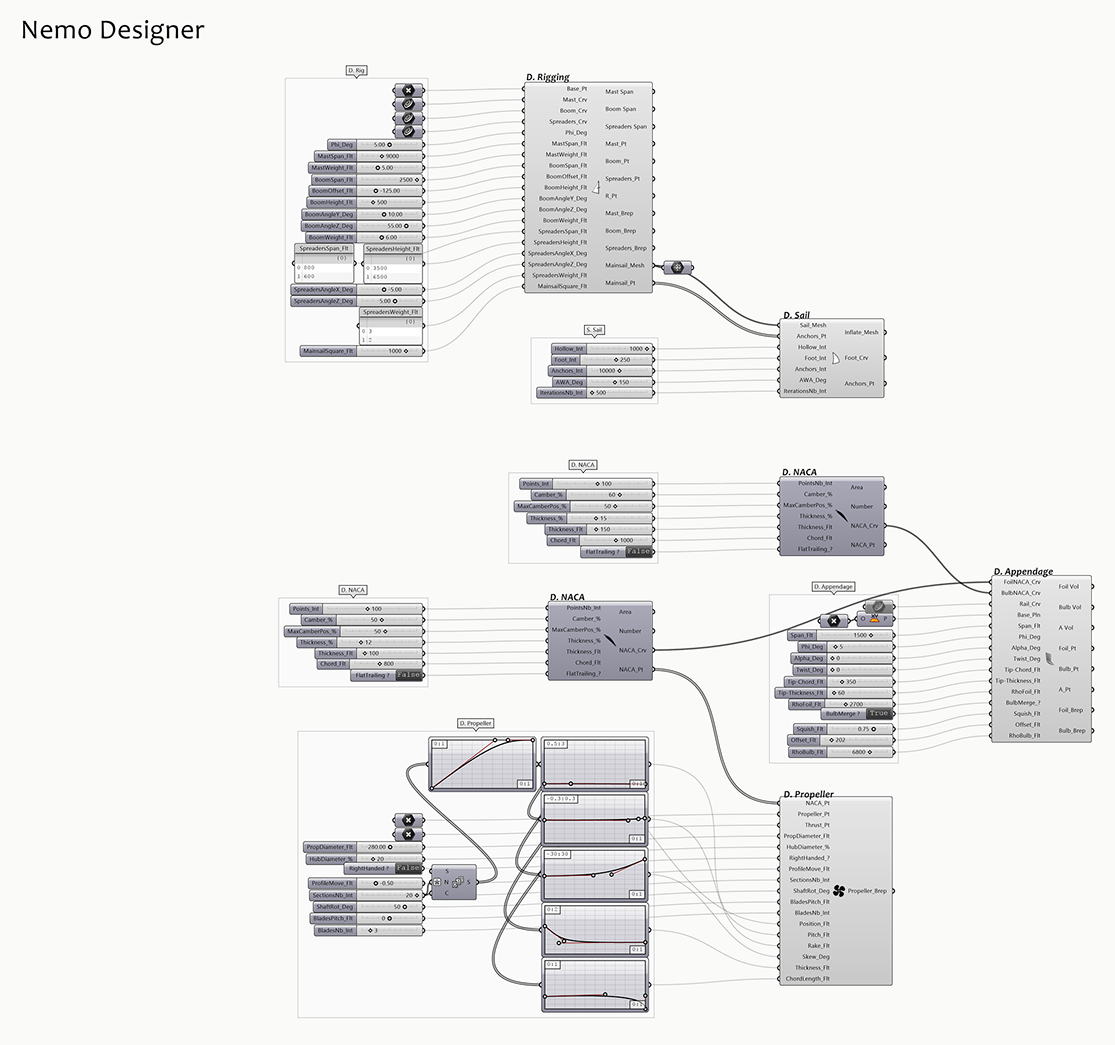 Nemo Designer
D. Rig
Phi_Deg 5.00
MastSpan_Flt 9000
MastWeight_Flt 5.00
BoomSpan_Flt 2500
BoomOffset_Flt -125.00
BoomHeight_Flt 500
BoomAngleY_Deg 10.00
BoomAngleZ_Deg 55.00
BoomWeight_Flt 6.00
SpreadersSpan_Flt
{0}
0 800
1 600
SpreadersHeight_Flt
{0}
0 3500
1 6500
SpreadersAngleX_Deg -5.00
SpreadersAngleZ_Deg 5.00
SpreadersWeight_Flt
{0}
0 3
1 2
MainsailSquare_Flt 1000
D. Rigging
Base_Pt
Mast_Crv
Boom_Crv
Spreaders_Crv
Phi_Deg
MastSpan_Flt
MastWeight_Flt
BoomSpan_Flt
BoomOffset_Flt
BoomHeight_Flt
BoomAngleY_Deg
BoomAngleZ_Deg
BoomWeight_Flt
SpreadersSpan_Flt
SpreadersHeight_Flt
SpreadersAngleX_Deg
SpreadersAngleZ_Deg
SpreadersWeight_Flt
MainsailSquare_Flt
Mast Span
Boom Span
Spreaders Span
Mast_Pt
Boom_Pt
Spreaders_Pt
R_Pt
Mast_Brep
Boom_Brep
Spreaders_Brep
Mainsail_Mesh
Mainsail_Pt
S. Sail
Hollow_Int 1000
Foot_Int 250
Anchors_Int 10000
AWA_Deg 150
IterationsNb_Int 500
D. Sail
Sail_Mesh
Anchors_Pt
Hollow_Int
Foot_Int
Anchors_Int
AWA_Deg
IterationsNb_Int
Inflate_Mesh
Foot_Crv
Anchors_Pt
D. NACA
Points_Int 100
Camber_% 60
MaxCamberPos_% 50
Thickness_% 15
Thickness_Flt 150
Chord_Flt 1000
FlatTrailing ? False
D. NACA
PointsNb_Int
Camber_%
MaxCamberPos_%
Thickness_%
Thickness_Flt
Chord_Flt
FlatTrailing_?
Area
Number
NACA_Crv
NACA_Pt
D. NACA
Points_Int 100
Camber_% 50
MaxCamberPos_% 50
Thickness_% 12
Thickness_Flt 100
Chord_Flt 800
FlatTrailing ? False
D. NACA
PointsNb_Int
Camber_%
MaxCamberPos_%
Thickness_%
Thickness_Flt
Chord_Flt
FlatTrailing_?
Area
Number
NACA_Crv
NACA_Pt
D. Appendage
O P
Span_Flt 1500
Phi_Deg 5
Alpha_Deg 0
Twist_Deg 0
Tip-Chord_Flt 350
Tip-Thickness_Flt 60
RhoFoil_Flt 2700
BulbMerge ? True
Squish_Flt 0.75
Offset_Flt 202
RhoBulb_Flt 6800
D. Appendage
FoilNACA_Crv
BulbNACA_Crv
Rail_Crv
Base_Pln
Span_Flt
Phi_Deg
Alpha_Deg
Twist_Deg
Tip-Chord_Flt
Tip-Thickness_Flt
RhoFoil_Flt
BulbMerge_?
Squish_Flt
Offset_Flt
RhoBulb_Flt
Foil Vol
Bulb Vol
A Vol
Foil_Pt
Bulb_Pt
A_Pt
Foil_Brep
Bulb_Brep
D. Propeller
0:1
0:1
0.5:3
0:1
-0.3:0.3
0:1
-30:30
0:1
0:2
0:1
0:1
0:1
PropDiameter_Flt 280.00
HubDiameter_% 20
RightHanded ? False
ProfileMove_Flt -0.50
SectionsNb_Int 20
ShaftRot_Deg 50
BladesPitch_Flt 0
BladesNb_Int 3
S
N S
C
D. Propeller
NACA_Pt
Propeller_Pt
Thrust_Pt
PropDiameter_Flt
HubDiameter_%
RightHanded_?
ProfileMove_Flt
SectionsNb_Int
ShaftRot_Deg
BladesPitch_Flt
BladesNb_Int
Position_Flt
Pitch_Flt
Rake_Flt
Skew_Deg
Thickness_Flt
ChordLength_Flt
Propeller_Brep